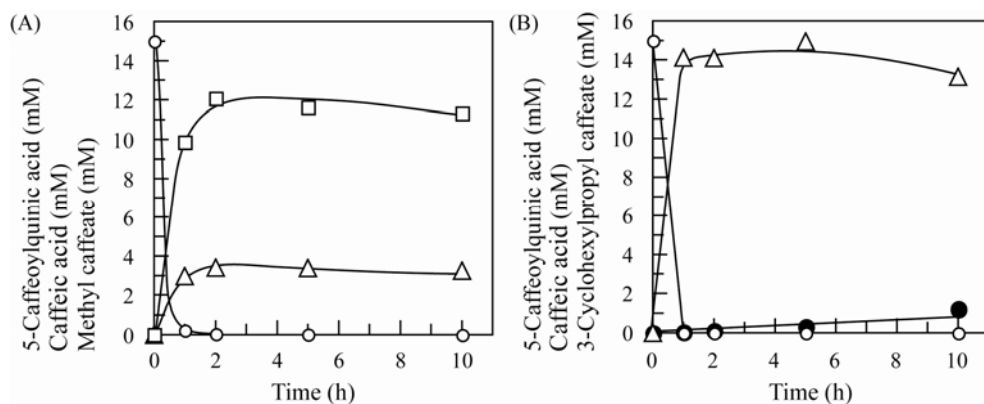 (A)
16
14
12
10
8
6
4
2
0
0 2 4 6 8 10
Time (h)
5-Caffeoylquinic acid (mM)
Caffeic acid (mM)
Methyl caffeate (mM)
(B)
16
14
12
10
8
6
4
2
0
0 2 4 6 8 10
Time (h)
5-Caffeoylquinic acid (mM)
Caffeic acid (mM)
3-Cyclohexylpropyl caffeate (mM)